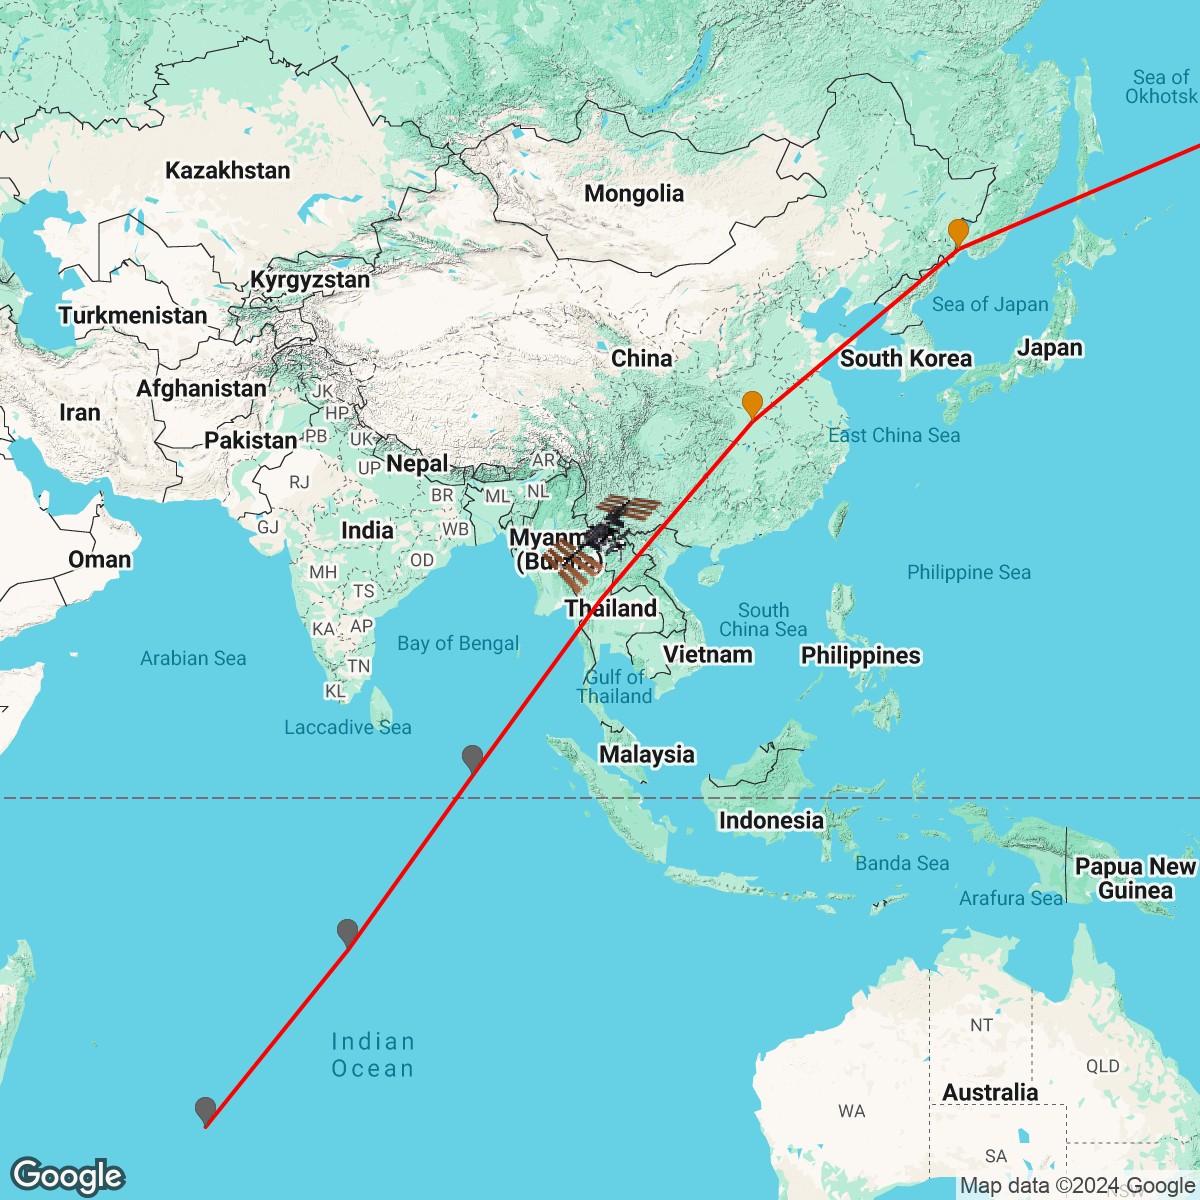 Sea of
Okhotsk
Kazakhstan
Mongolia
Kyrgyzstan
Sea of Japan
Turkmenistan
Japan
China
South Korea
Afghanistan
JK
Iran
HP
Pakistan
PB
UK
East China Sea
Nepal
AR
UP
RJ
ML
NL
BR
GJ
India
WB
Myanm
(Bu
)
Oman
OD
MH
Philippine Sea
TS
Thailand
South
China Sea
KA
AP
Bay of Bengal
Arabian Sea
Vietnam
Philippines
TN
Gulf of
Thailand
KL
Laccadive Sea
Malaysia
Indonesia
Banda Sea
Papua New
Guinea
Arafura Sea
NT
Indian
Ocean
QLD
Australia
WA
SA
Google
Map data ©2024 Google